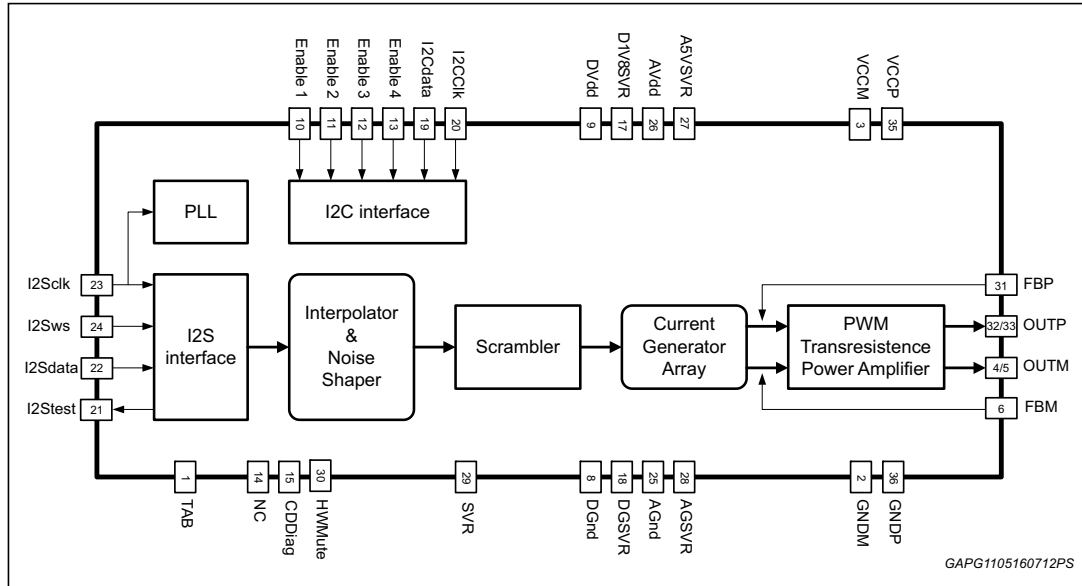 Enable 1
Enable 2
Enable 3
Enable 4
I2Cdata
I2CClk
DVdd
D1V8SVR
AVdd
A5VSVR
VCCM
VCCP
10
11
12
13
19
20
9
17
26
27
3
35
PLL
I2C interface
I2Sclk
23
I2Sws
24
I2Sdata
22
I2Stest
21
I2S
interface
Interpolator
&
Noise
Shaper
Scrambler
Current
Generator
Array
PWM
Transresistence
Power Amplifier
31
FBP
32/33
OUTP
4/5
OUTM
6
FBM
1
14
15
30
29
8
18
25
28
2
36
TAB
NC
CDDiag
HWMute
SVR
DGnd
DGSVR
AGnd
AGSVR
GNDM
GNDP
GAPG1105160712PS